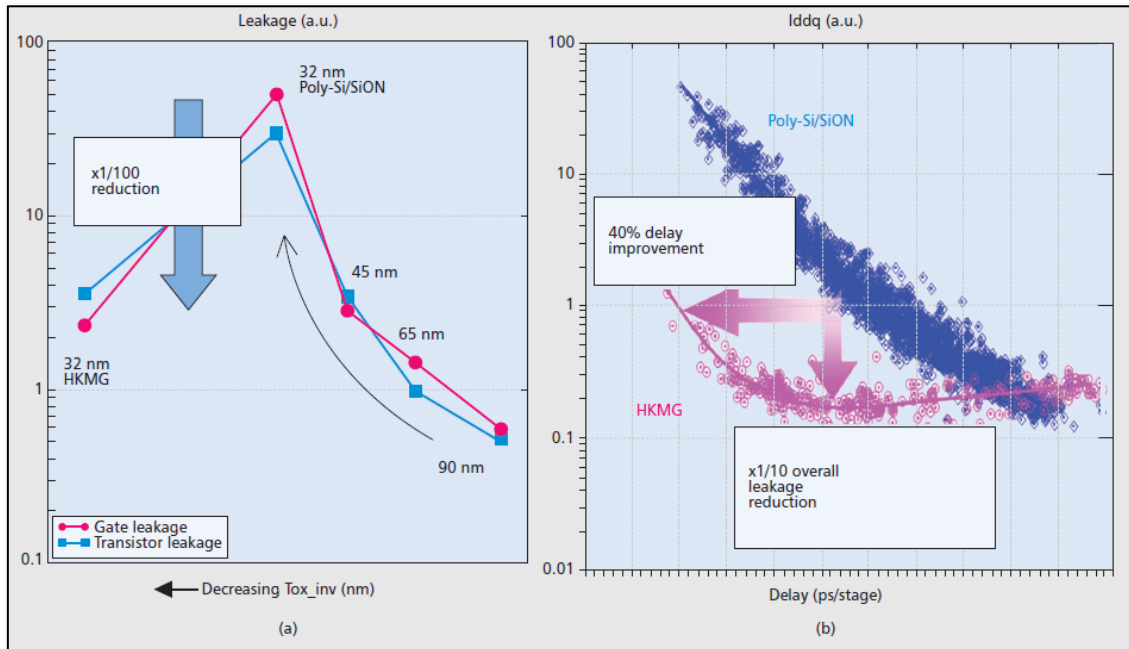 Leakage (a.u.)
100
10
1
0.1
32 nm
Poly-Si/SiON
x1/100
reduction
45 nm
65 nm
32 nm
HKMG
90 nm
Gate leakage
Transistor leakage
Decreasing Tox_inv (nm)
(a)
Iddq (a.u.)
100
10
1
0.1
0.01
Poly-Si/SiON
40% delay
improvement
HKMG
x1/10 overall
leakage
reduction
Delay (ps/stage)
(b)